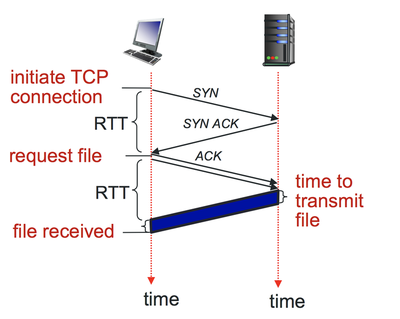 initiate TCP
connection
SYN
RTT
SYN ACK
request file
ACK
RTT
time to
transmit
file
file received
time
time